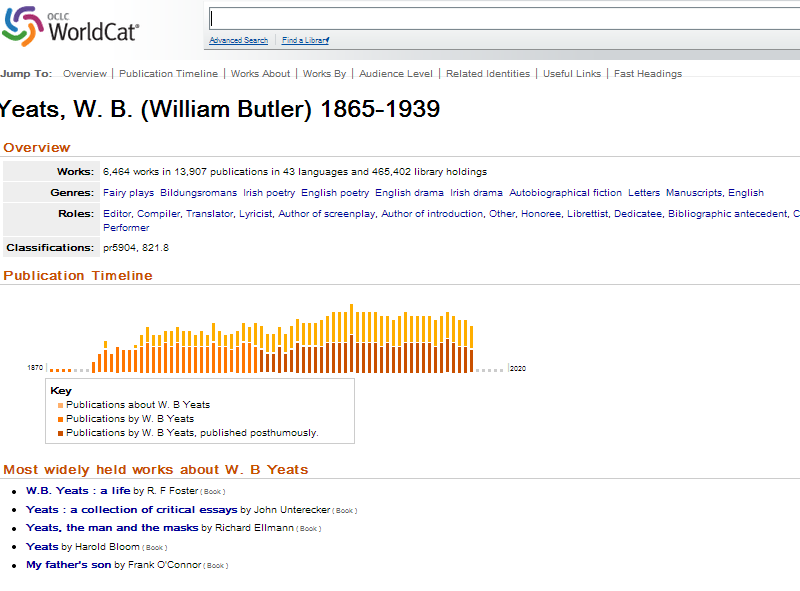 OCLC
WorldCat®
Advanced Search Find a Library
Jump To: Overview | Publication Timeline | Works About | Works By | Audience Level | Related Identities | Useful Links | Fast Headings
Yeats, W. B. (William Butler) 1865-1939
Overview
Works: 6,464 works in 13,907 publications in 43 languages and 465,402 library holdings
Genres: Fairy plays Bildungsromans Irish poetry English poetry English drama Irish drama Autobiographical fiction Letters Manuscripts, English
Roles: Editor, Compiler, Translator, Lyricist, Author of screenplay, Author of introduction, Other, Honoree, Librettist, Dedicatee, Bibliographic antecedent, C
Performer
Classifications: pr5904, 821.8
Publication Timeline
1870 2020
Key
Publications about W. B Yeats
Publications by W. B Yeats
Publications by W. B Yeats, published posthumously.
Most widely held works about W. B Yeats
• W.B. Yeats : a life by R. F Foster ( Book )
• Yeats : a collection of critical essays by John Unterecker ( Book )
• Yeats, the man and the masks by Richard Ellmann ( Book )
• Yeats by Harold Bloom ( Book )
• My father's son by Frank O'Connor ( Book )